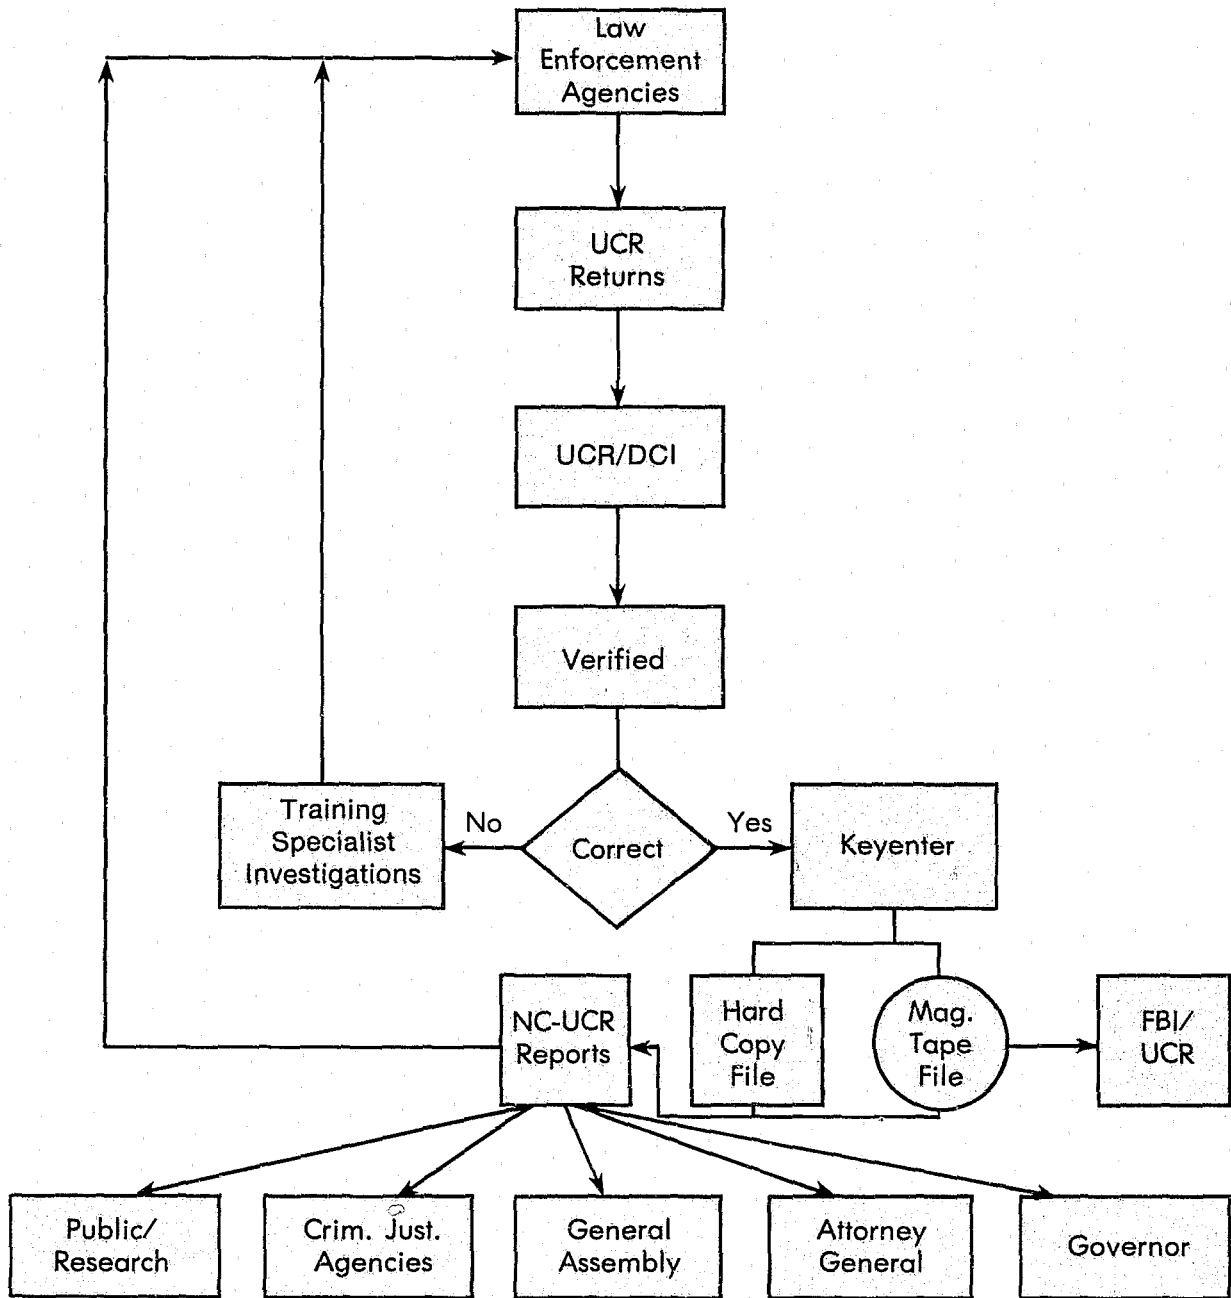 Law
Enforcement
Agencies
UCR
Returns
UCR/DCI
Verified
Training
Specialist
Investigations
No
Correct
Yes
Keyenter
NC-UCR
Reports
Hard
Copy
File
Mag.
Tape
File
FBI/
UCR
Public/
Research
Crim. Just.
Agencies
General
Assembly
Attorney
General
Governor